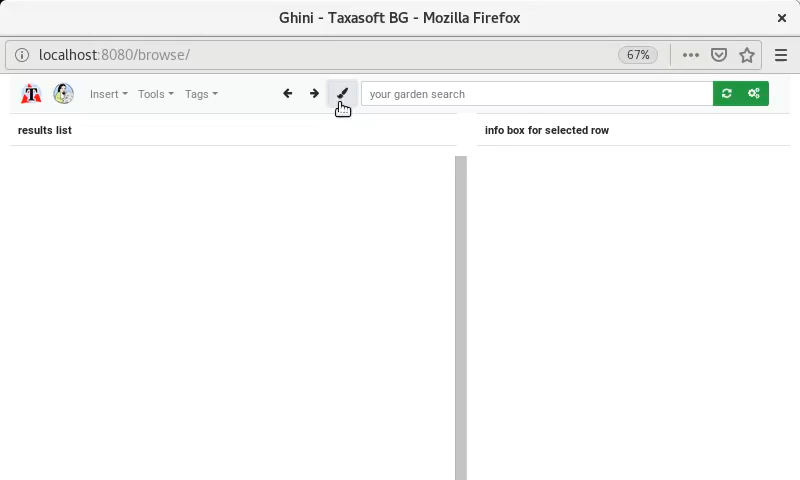 Ghini - Taxasoft BG - Mozilla Firefox
localhost:8080/browse/ 67%
T Insert Tools Tags your garden search
results list info box for selected row